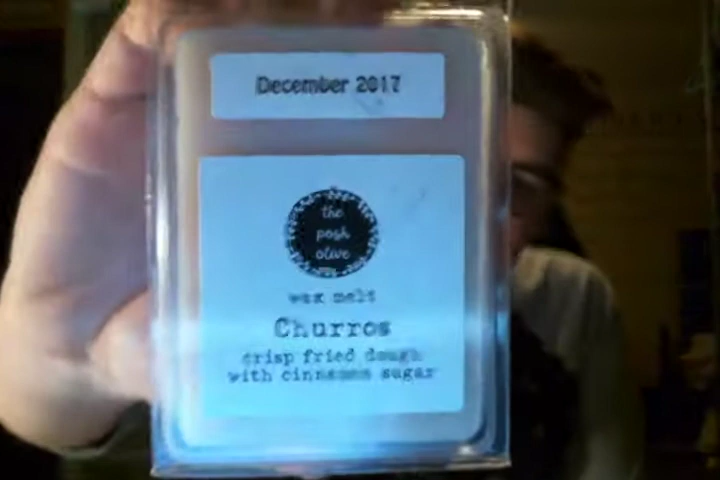 December 2017
the
posh
olive
wax melt
Churros
crisp fried dough
with cinnamon sugar